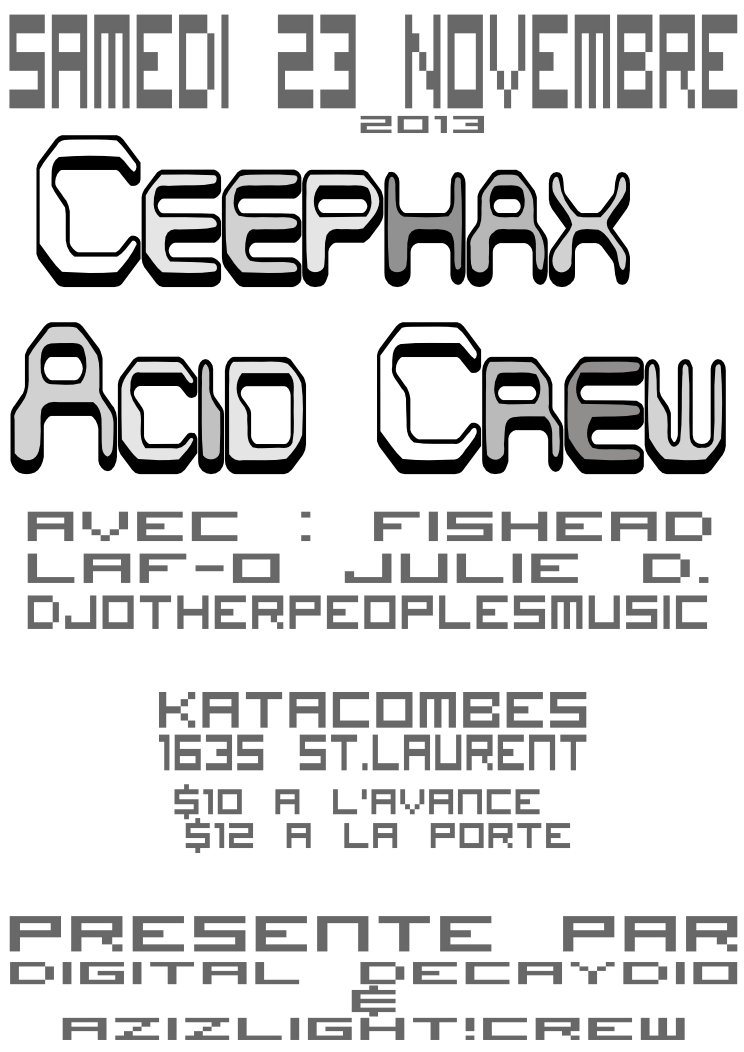 SAMEDI 23 NOVEMBRE
2013
CEEPHAX
ACID CREW
AVEC : FISHEAD
LAF-O JULIE D.
DJOTHERPEOPLESMUSIC
KATACOMBES
1635 ST.LAURENT
$10 A L'AVANCE
$12 A LA PORTE
PRESENTE PAR
DIGITAL DECAYDIO
&
AZIZLIGHT!CREW